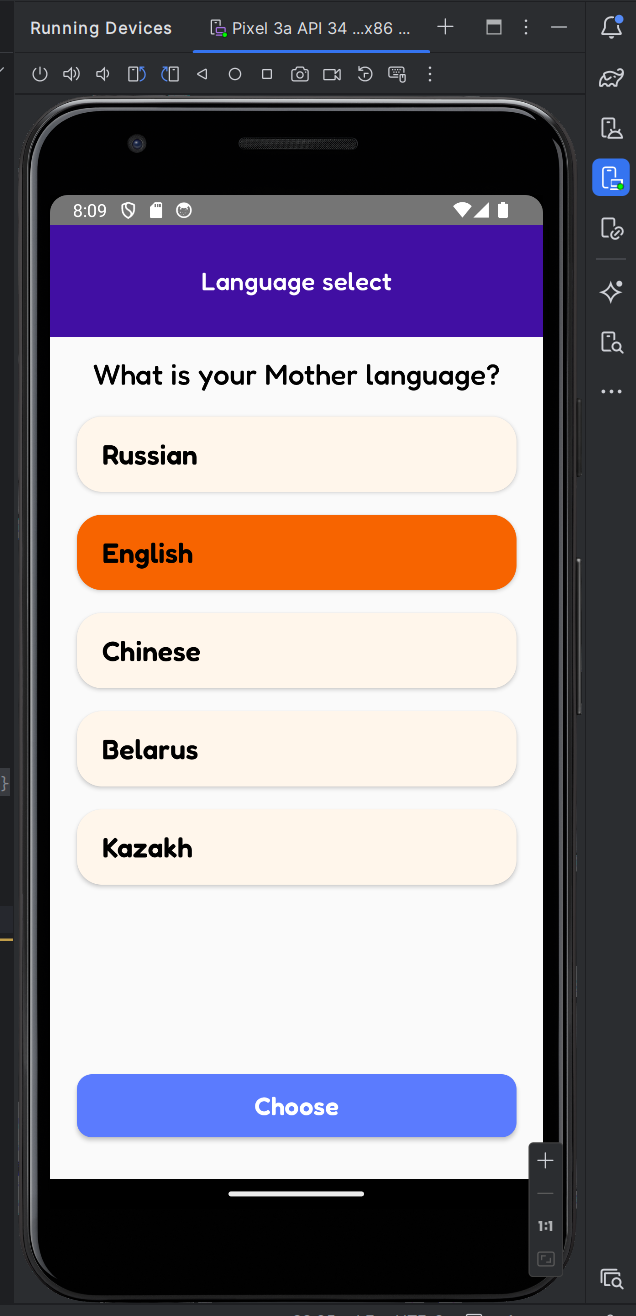 Running Devices
Pixel 3a API 34 ...x86 ...
8:09
Language select
What is your Mother language?
Russian
English
Chinese
Belarus
Kazakh
Choose
1:1
}